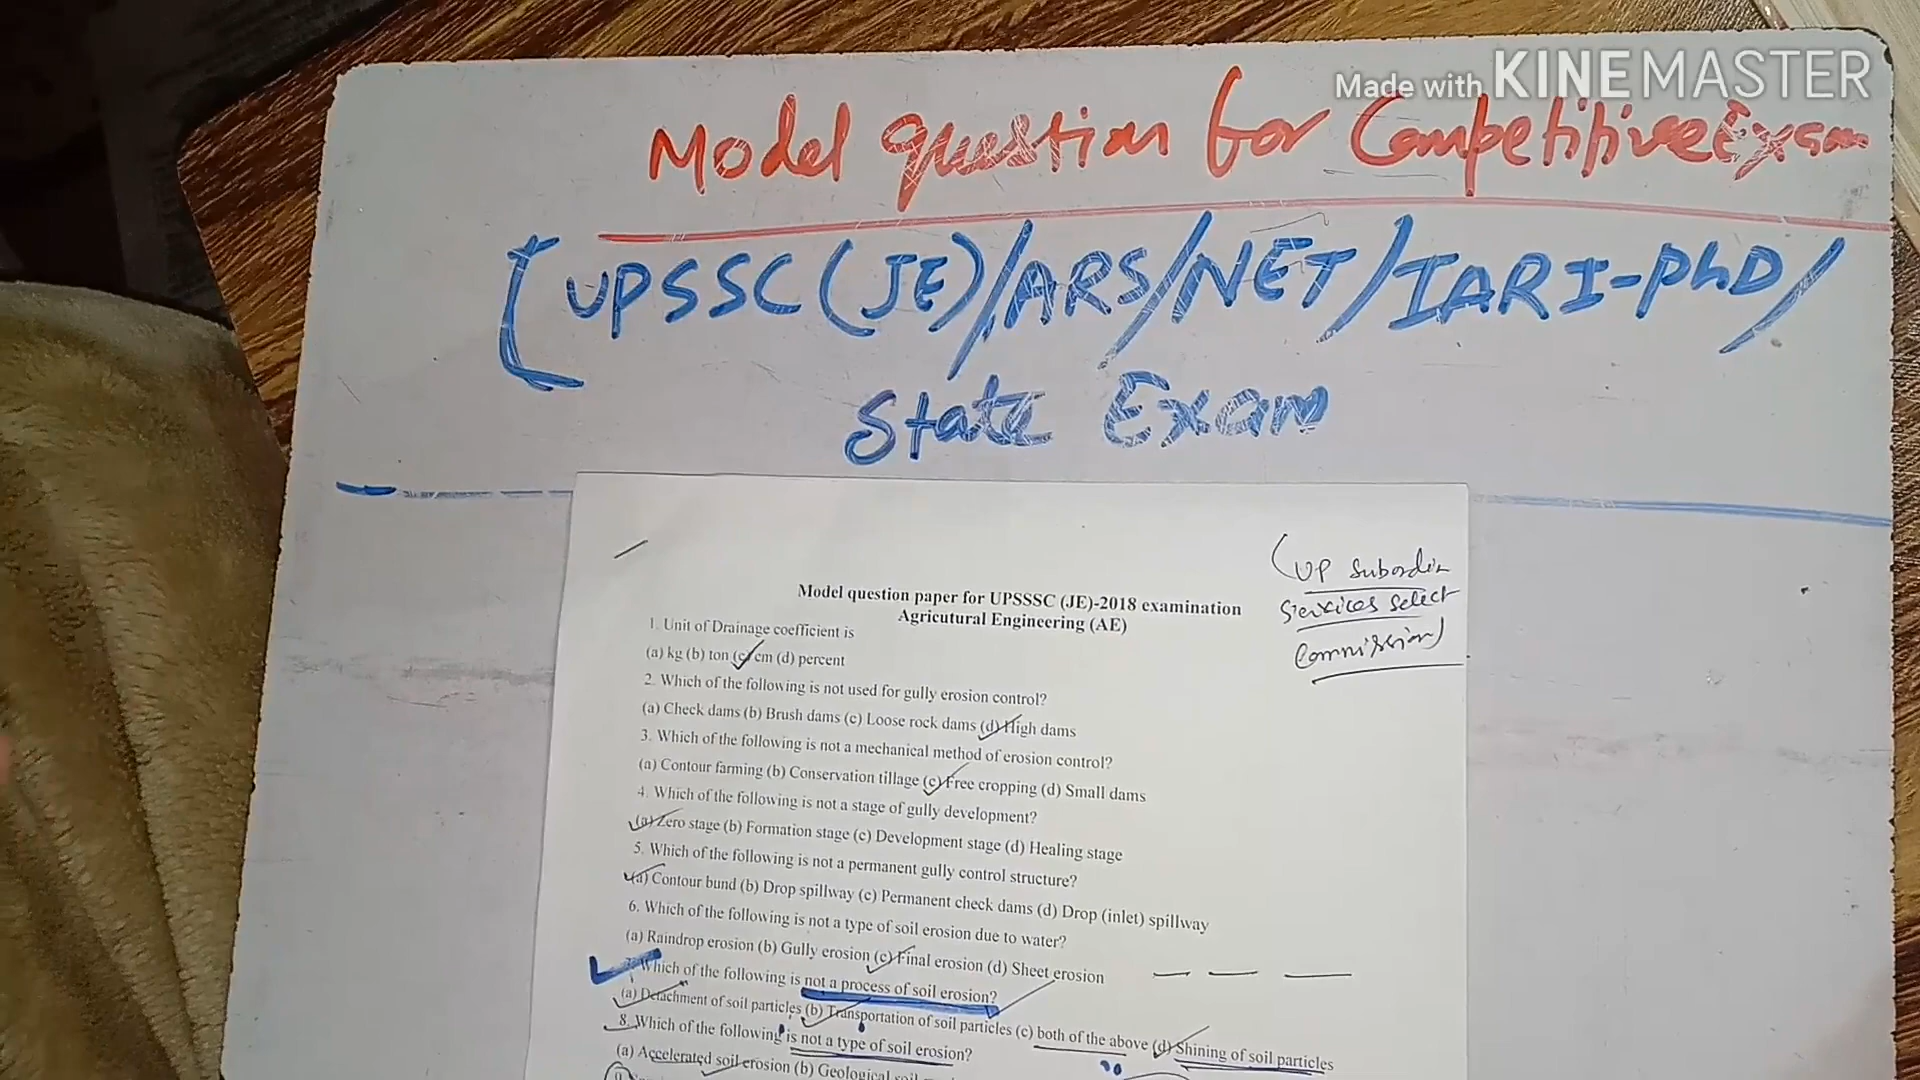 Made with KINEMASTER
Model question for Competitive Exam
[UPSSC (JE)/ARS/NET/IARI-PhD/
State Exam
(UP Subordin
Services Select
Commission)
Model question paper for UPSSSC (JE)-2018 examination
Agricutural Engineering (AE)
1. Unit of Drainage coefficient is
(a) kg (b) ton (c) cm (d) percent
2. Which of the following is not used for gully erosion control?
(a) Check dams (b) Brush dams (c) Loose rock dams (d) High dams
3. Which of the following is not a mechanical method of erosion control?
(a) Contour farming (b) Conservation tillage (c) Free cropping (d) Small dams
4. Which of the following is not a stage of gully development?
(a) Zero stage (b) Formation stage (c) Development stage (d) Healing stage
5. Which of the following is not a permanent gully control structure?
(a) Contour bund (b) Drop spillway (c) Permanent check dams (d) Drop (inlet) spillway
6. Which of the following is not a type of soil erosion due to water?
(a) Raindrop erosion (b) Gully erosion (c) Final erosion (d) Sheet erosion
7. Which of the following is not a process of soil erosion?
(a) Detachment of soil particles (b) Transportation of soil particles (c) both of the above (d) Shining of soil particles
8. Which of the following is not a type of soil erosion?
(a) Accelerated soil erosion (b) Geological soil